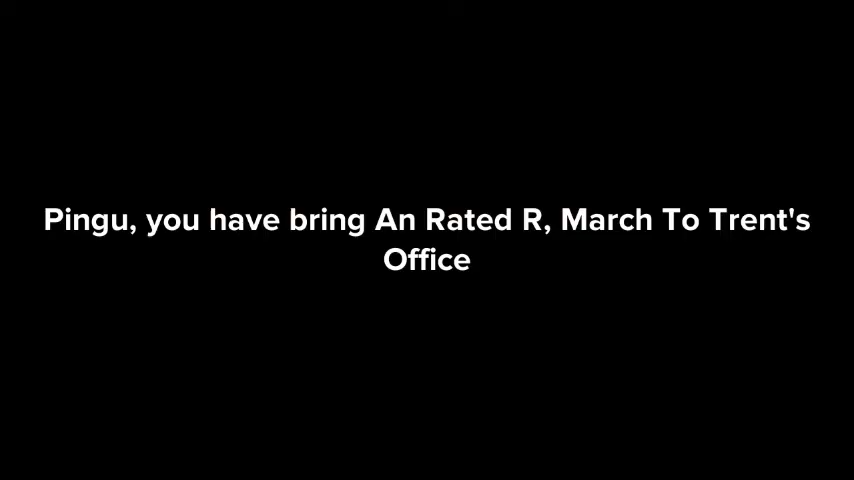 Pingu, you have bring An Rated R, March To Trent's
Office